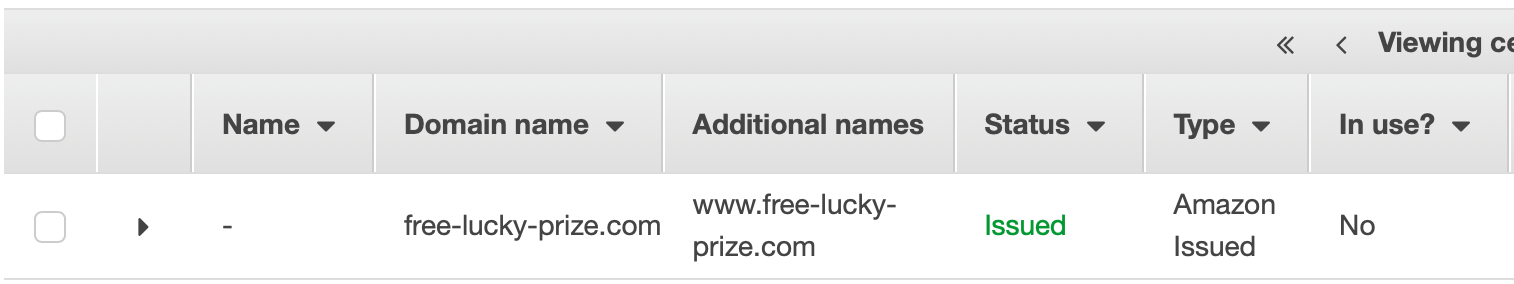 « < Viewing ce
Name Domain name Additional names Status Type In use?
- free-lucky-prize.com www.free-lucky- Issued Amazon No
prize.com Issued